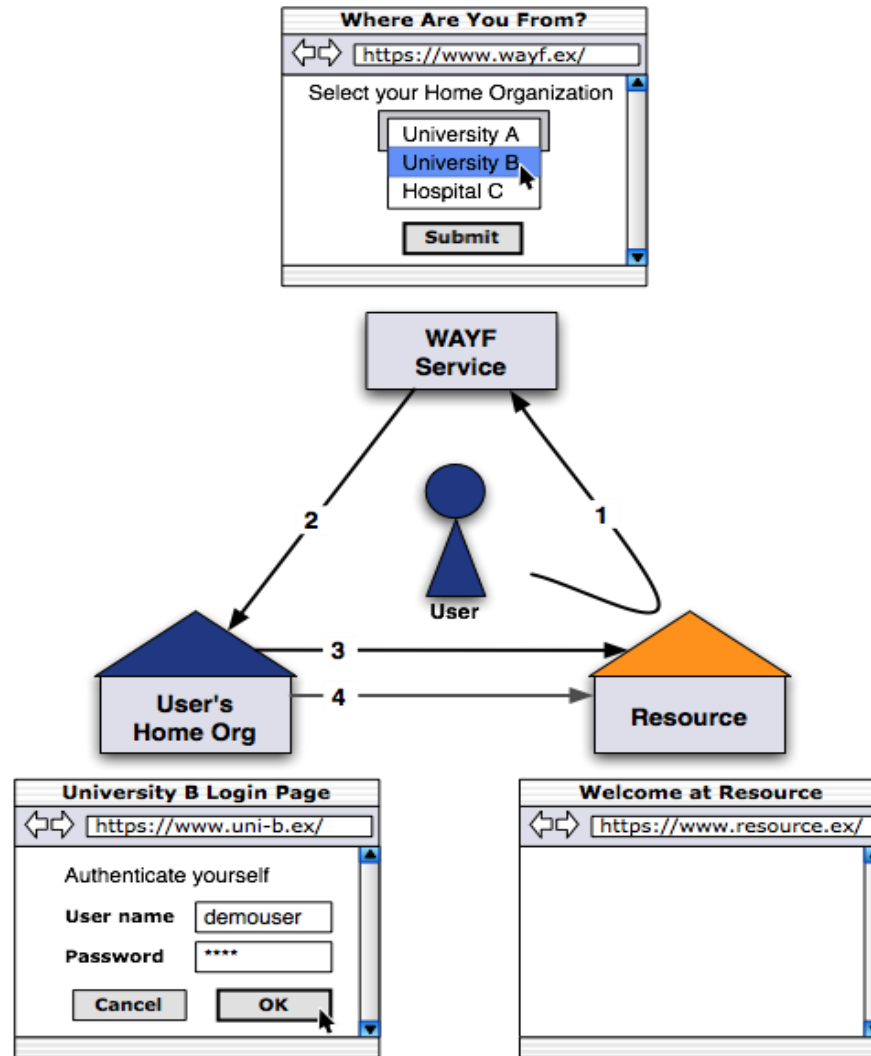 Where Are You From?
https://www.wayf.ex/
Select your Home Organization
University A
University B
Hospital C
Submit
WAYF
Service
2
1
User
3
4
User's
Home Org
Resource
University B Login Page
https://www.uni-b.ex/
Authenticate yourself
User name demouser
Password ****
Cancel OK
Welcome at Resource
https://www.resource.ex/